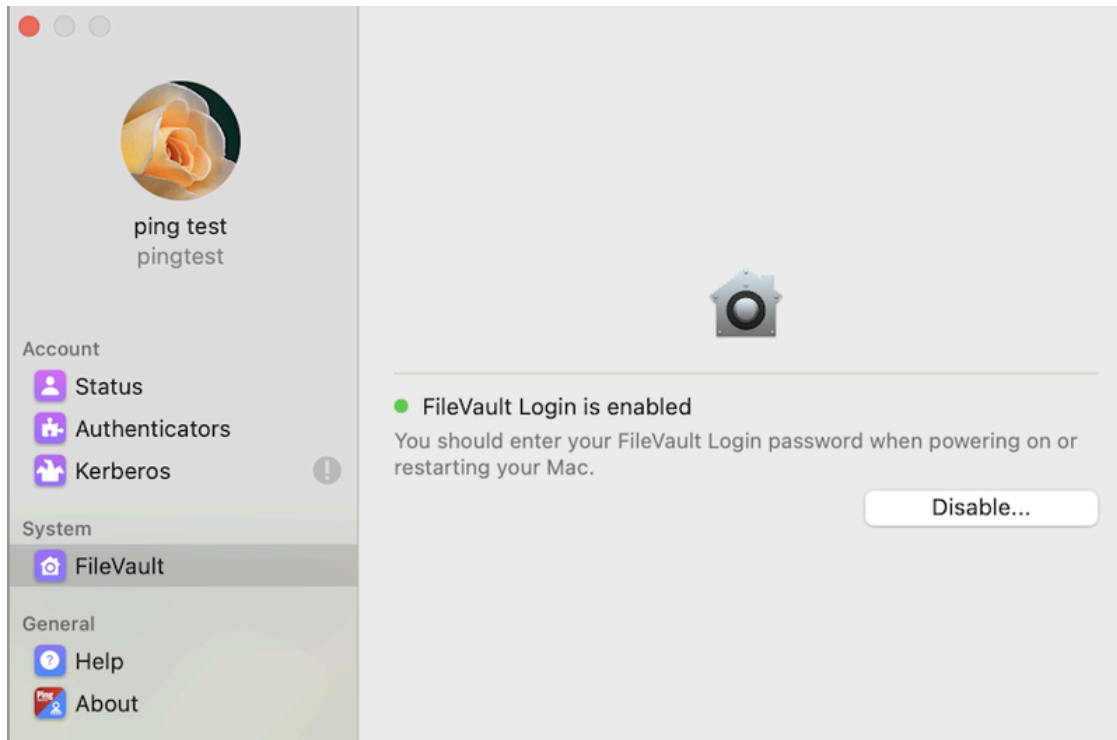 ping test
pingtest
Account
Status
Authenticators
Kerberos
System
FileVault
General
Help
About
FileVault Login is enabled
You should enter your FileVault Login password when powering on or
restarting your Mac.
Disable...